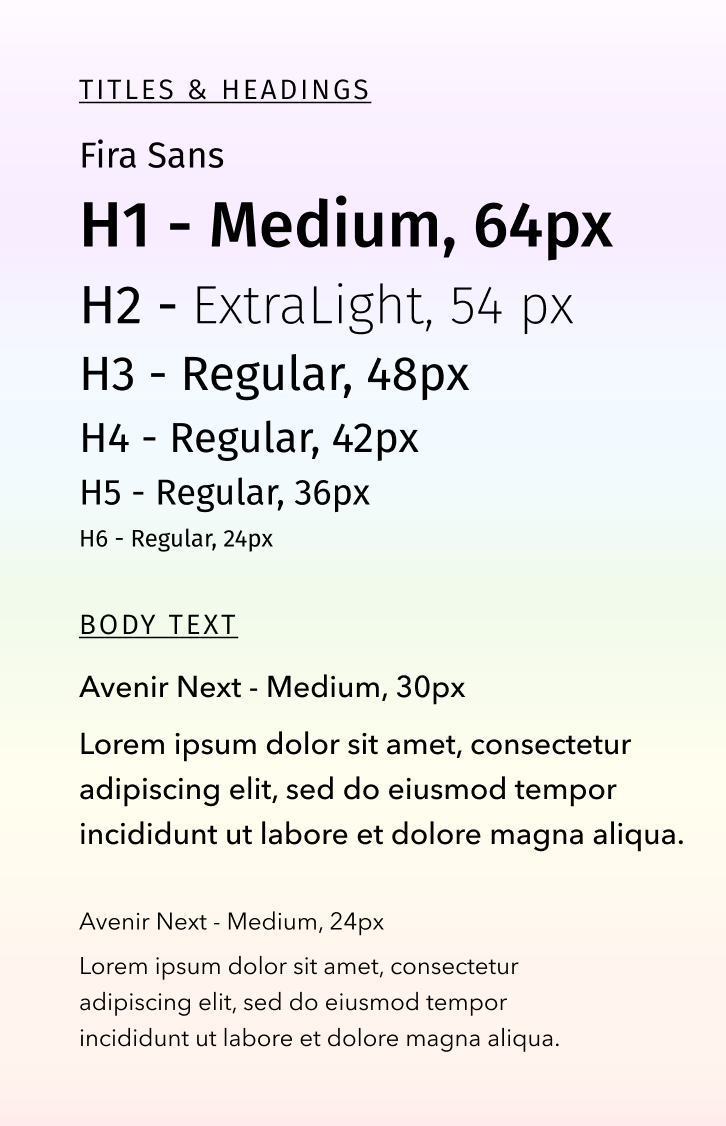 TITLES & HEADINGS
Fira Sans
H1 - Medium, 64px
H2 - ExtraLight, 54 px
H3 - Regular, 48px
H4 - Regular, 42px
H5 - Regular, 36px
H6 - Regular, 24px
BODY TEXT
Avenir Next - Medium, 30px
Lorem ipsum dolor sit amet, consectetur
adipiscing elit, sed do eiusmod tempor
incididunt ut labore et dolore magna aliqua.
Avenir Next - Medium, 24px
Lorem ipsum dolor sit amet, consectetur
adipiscing elit, sed do eiusmod tempor
incididunt ut labore et dolore magna aliqua.